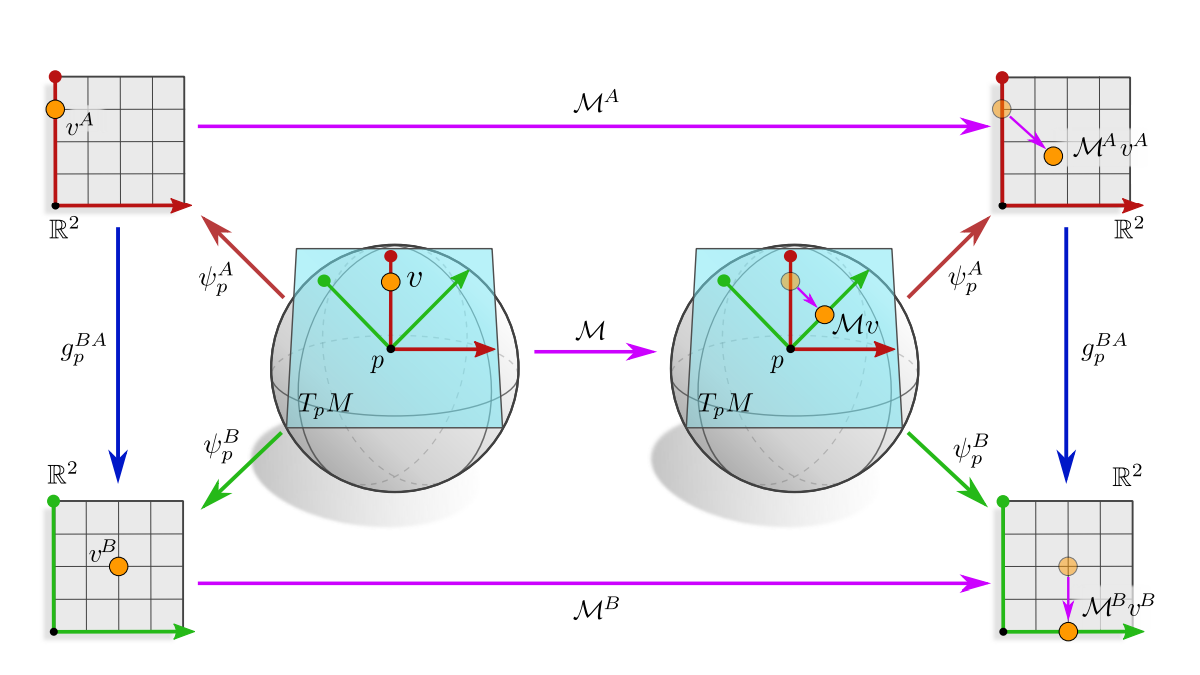 𝓜^A
v^A
𝓜^A v^A
ℝ^2
ℝ^2
ψ_p^A
ψ_p^A
v
𝓜
𝓜v
g_p^{BA}
g_p^{BA}
p
p
T_pM
T_pM
ψ_p^B
ψ_p^B
ℝ^2
ℝ^2
v^B
𝓜^B
𝓜^B v^B